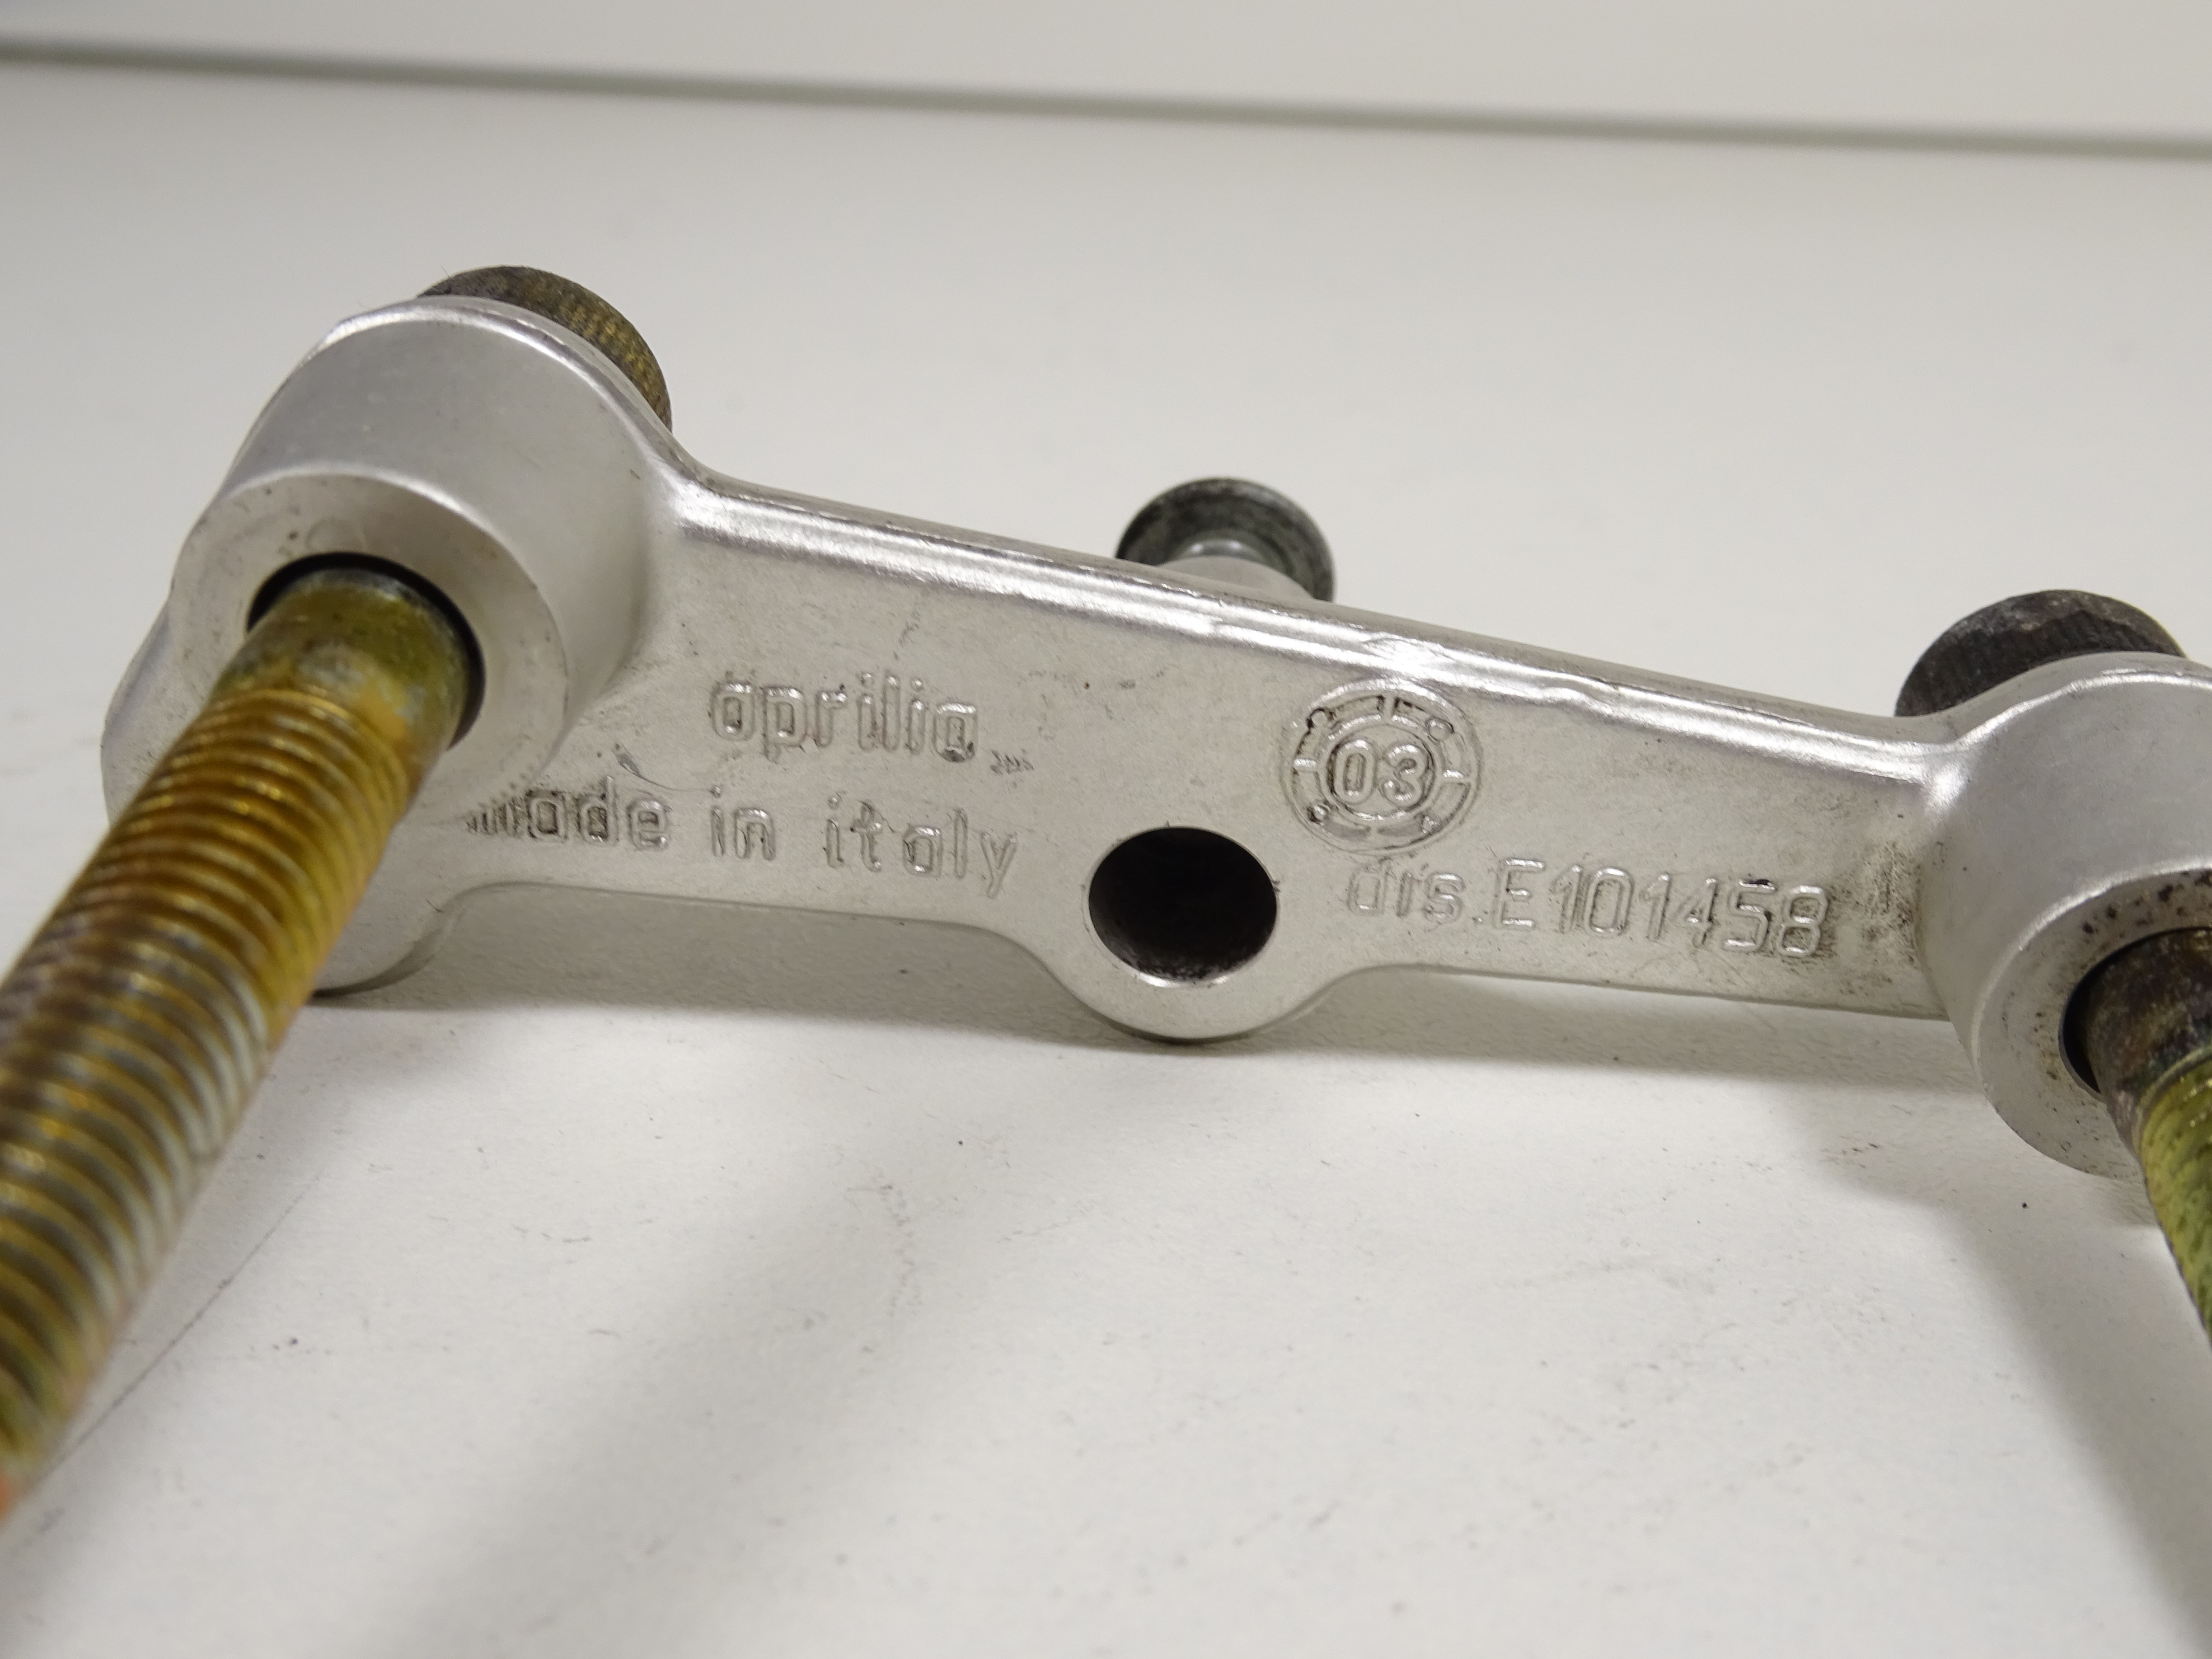 aprilia
made in italy
03
dis.E101458